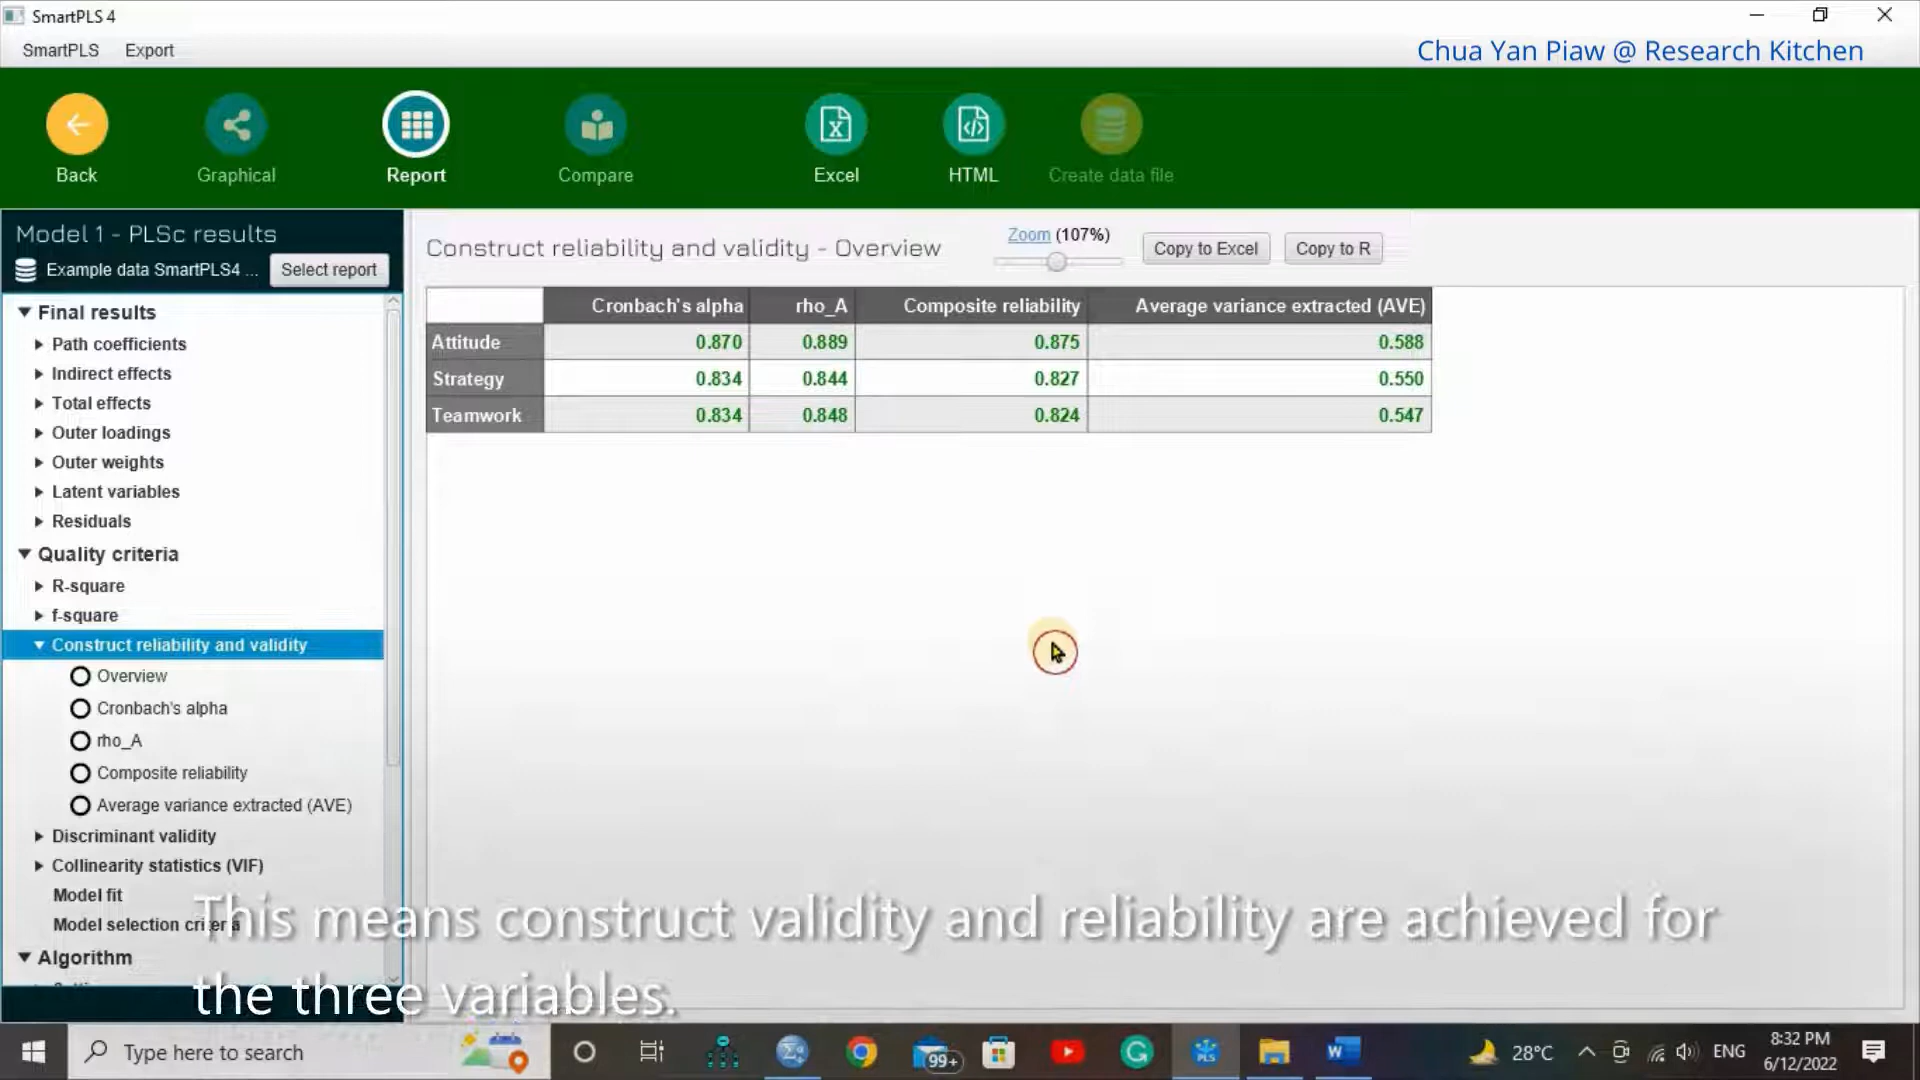 SmartPLS 4
SmartPLS Export
Chua Yan Piaw @ Research Kitchen
Back
Graphical
Report
Compare
Excel
HTML
Create data file
Model 1 - PLSc results
Example data SmartPLS4 ...
Select report
Final results
Path coefficients
Indirect effects
Total effects
Outer loadings
Outer weights
Latent variables
Residuals
Quality criteria
R-square
f-square
Construct reliability and validity
Overview
Cronbach's alpha
rho_A
Composite reliability
Average variance extracted (AVE)
Discriminant validity
Collinearity statistics (VIF)
Model fit
Model selection criteria
Algorithm
Construct reliability and validity - Overview
Zoom (107%)
Copy to Excel
Copy to R
Cronbach's alpha rho_A Composite reliability Average variance extracted (AVE)
Attitude 0.870 0.889 0.875 0.588
Strategy 0.834 0.844 0.827 0.550
Teamwork 0.834 0.848 0.824 0.547
This means construct validity and reliability are achieved for
the three variables.
Type here to search
99+
PLS
28°C
ENG
8:32 PM
6/12/2022